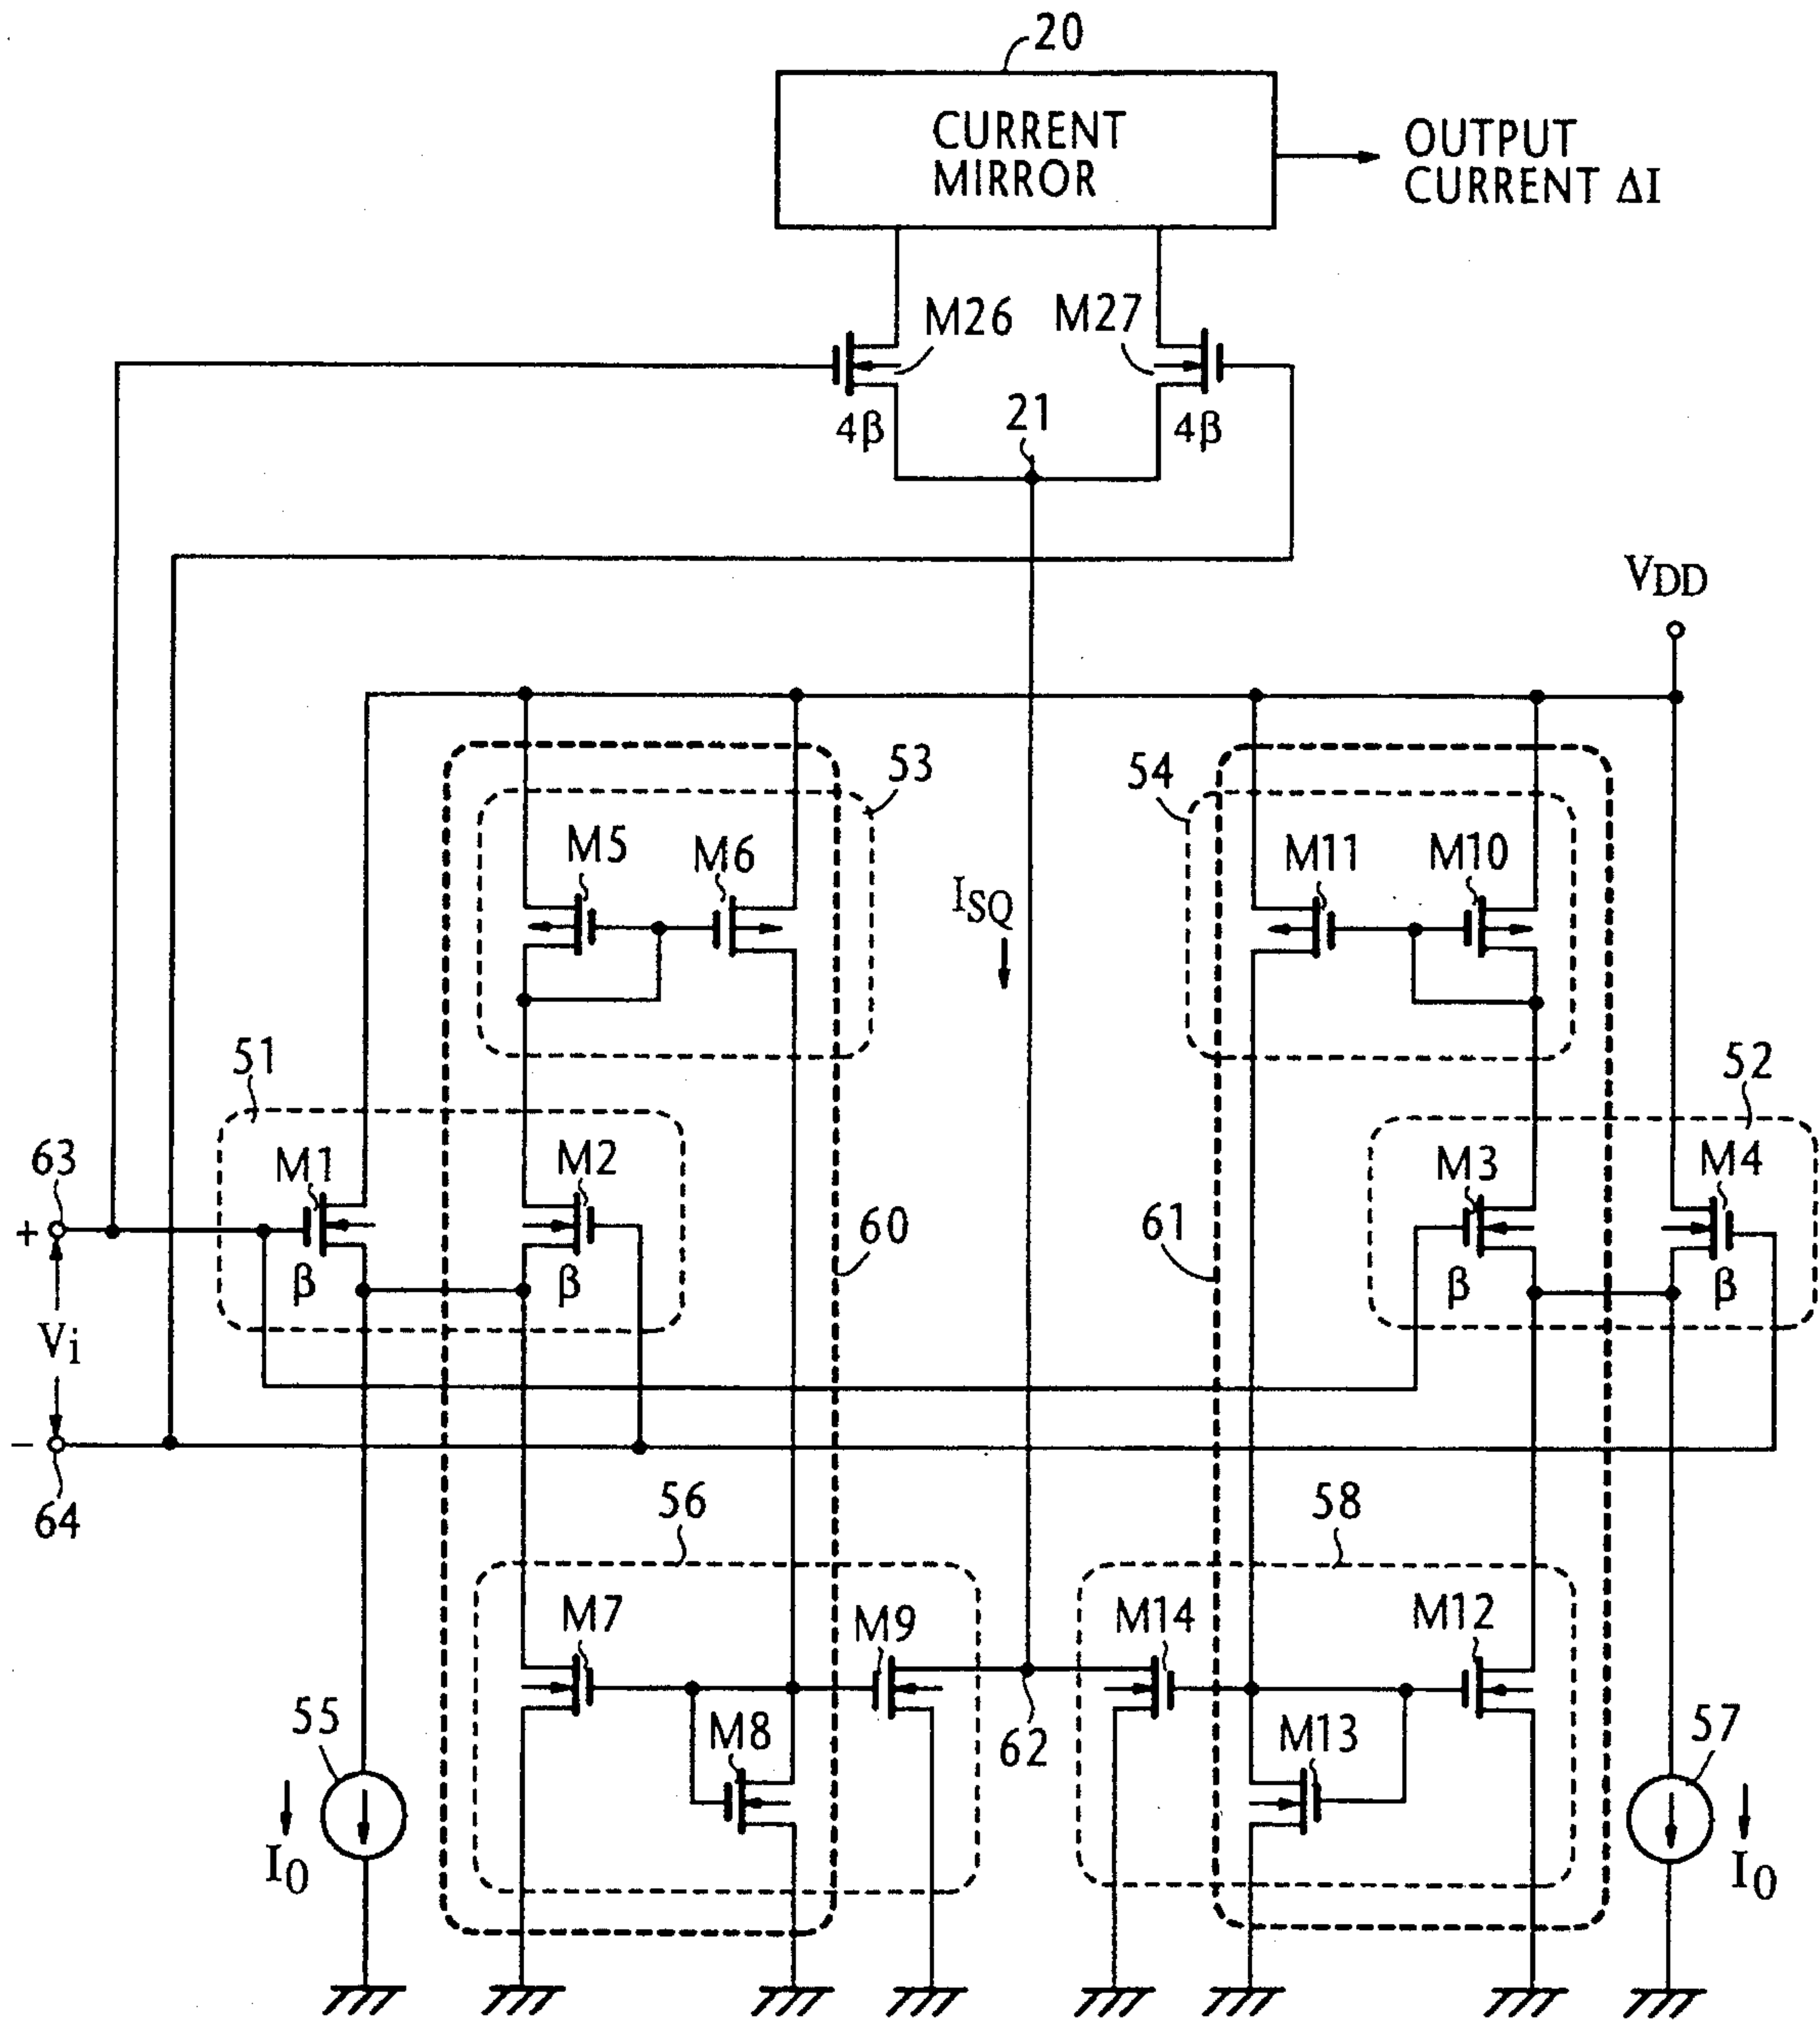 20
CURRENT
MIRROR
OUTPUT
CURRENT ΔI
M26
M27
4β
21
4β
VDD
53
54
M5
M6
ISQ
M11
M10
51
52
63
M1
M2
M3
M4
+
60
61
β
β
β
β
Vi
−
64
56
58
M7
M9
M14
M12
55
M8
62
M13
57
I0
I0